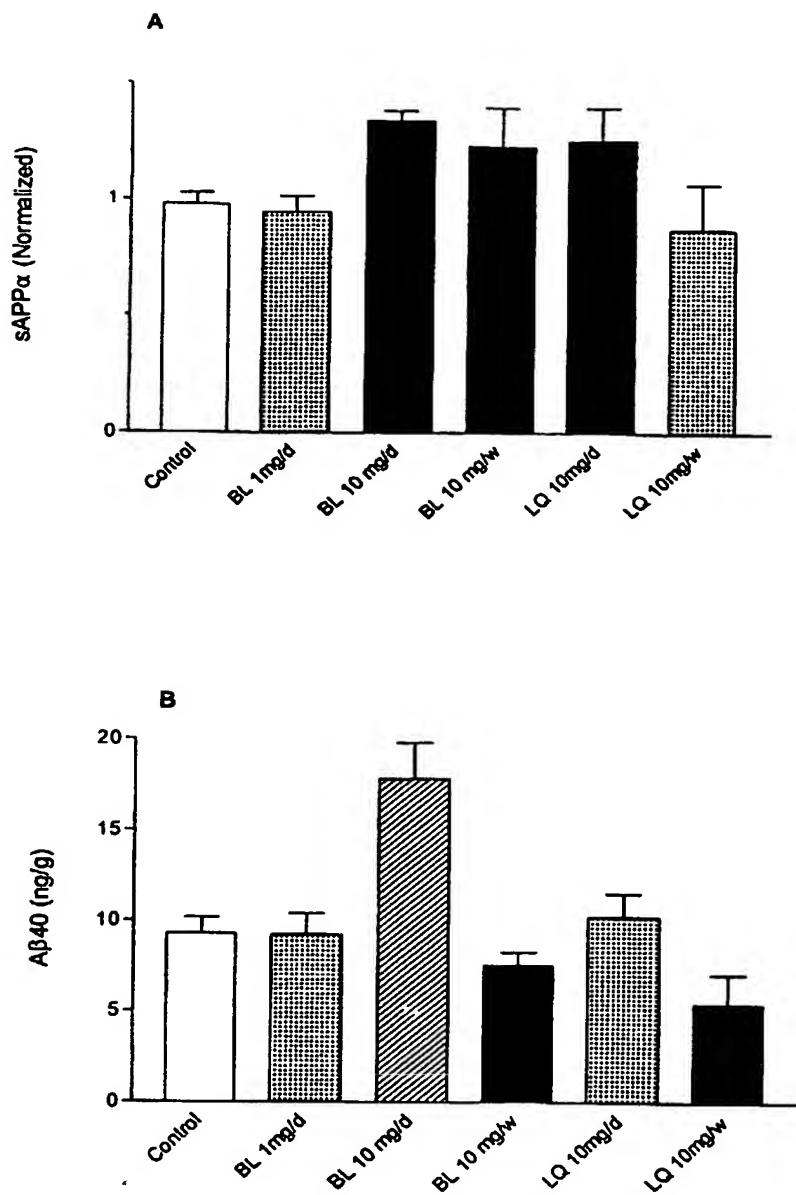 A
sAPPα (Normalized)
1
0
Control
BL 1mg/d
BL 10 mg/d
BL 10 mg/w
LQ 10mg/d
LQ 10mg/w
B
Aβ40 (ng/g)
20
15
10
5
0
Control
BL 1mg/d
BL 10 mg/d
BL 10 mg/w
LQ 10mg/d
LQ 10mg/w